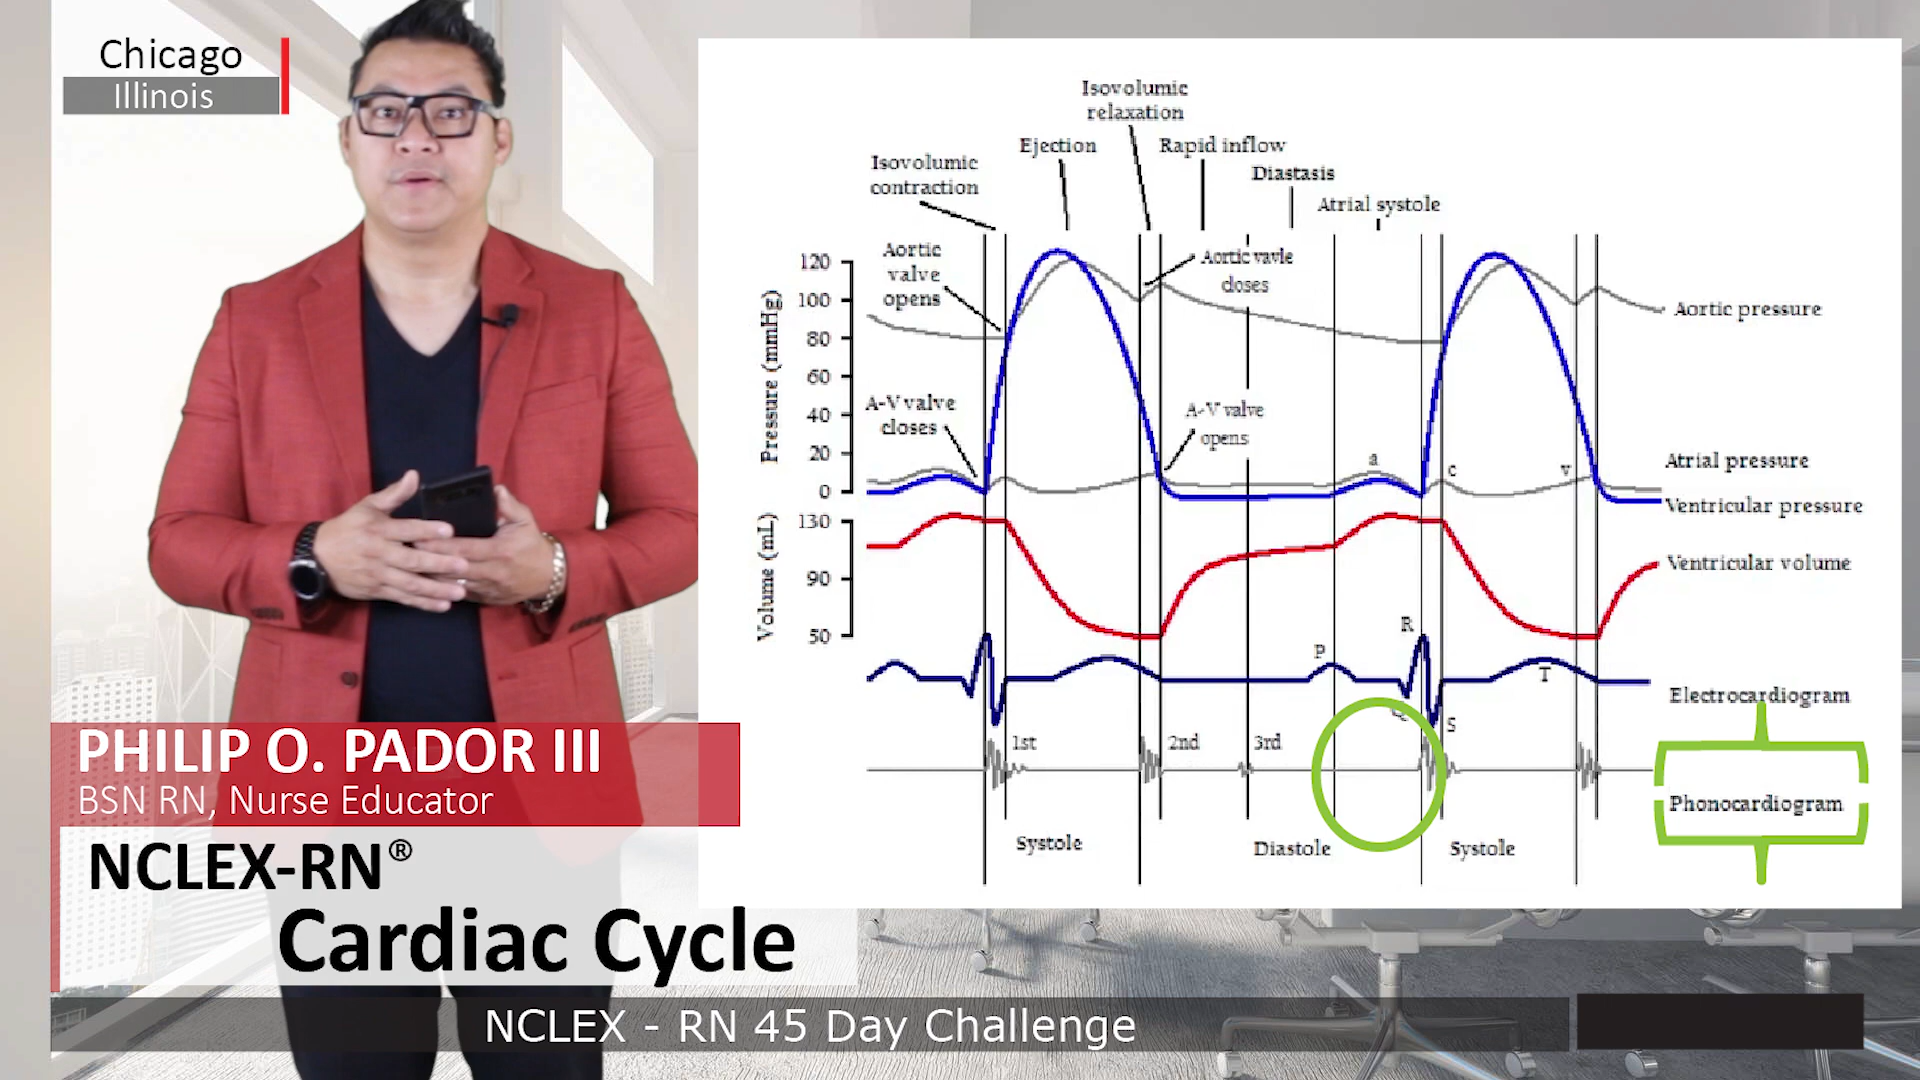 Chicago
Illinois
Isovolumic
relaxation
Ejection
Rapid inflow
Isovolumic
contraction
Diastasis
Atrial systole
Aortic
valve
opens
Aortic vavle
closes
120
100
80
60
40
20
0
Pressure (mmHg)
Aortic pressure
A-V valve
closes
A-V valve
opens
a
c
v
Atrial pressure
Ventricular pressure
130
90
50
Volume (mL)
Ventricular volume
R
P
Q
S
T
Electrocardiogram
1st
2nd
3rd
Phonocardiogram
Systole
Diastole
Systole
PHILIP O. PADOR III
BSN RN, Nurse Educator
NCLEX-RN®
Cardiac Cycle
NCLEX - RN 45 Day Challenge